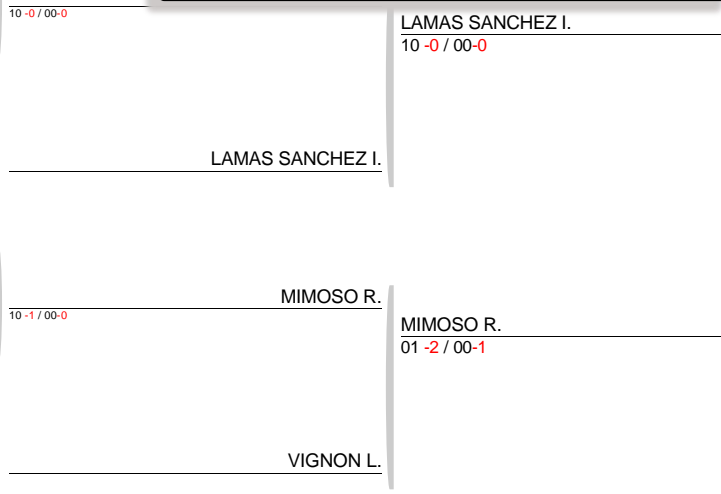 10 -0 / 00-0
LAMAS SANCHEZ I.
10 -0 / 00-0
LAMAS SANCHEZ I.
MIMOSO R.
10 -1 / 00-0
MIMOSO R.
01 -2 / 00-1
VIGNON L.